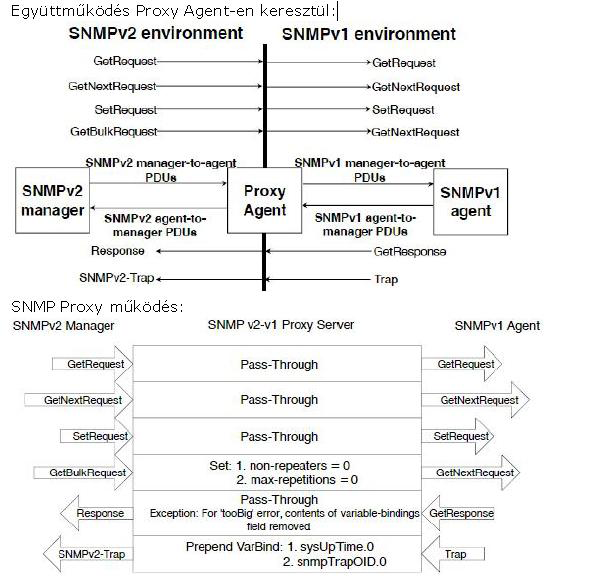 Együttműködés Proxy Agent-en keresztül:
SNMPv2 environment SNMPv1 environment
GetRequest GetRequest
GetNextRequest GetNextRequest
SetRequest SetRequest
GetBulkRequest GetNextRequest
SNMPv2 manager-to-agent PDUs
SNMPv1 manager-to-agent PDUs
SNMPv2 manager
Proxy Agent
SNMPv1 agent
SNMPv2 agent-to-manager PDUs
SNMPv1 agent-to-manager PDUs
Response GetResponse
SNMPv2-Trap Trap
SNMP Proxy működés:
SNMPv2 Manager SNMP v2-v1 Proxy Server SNMPv1 Agent
GetRequest Pass-Through GetRequest
GetNextRequest Pass-Through GetNextRequest
SetRequest Pass-Through SetRequest
GetBulkRequest Set: 1. non-repeaters = 0 GetNextRequest
2. max-repetitions = 0
Pass-Through
Response Exception: For 'tooBig' error, contents of variable-bindings GetResponse
field removed
SNMPv2-Trap Prepend VarBind: 1. sysUpTime.0 Trap
2. snmpTrapOID.0